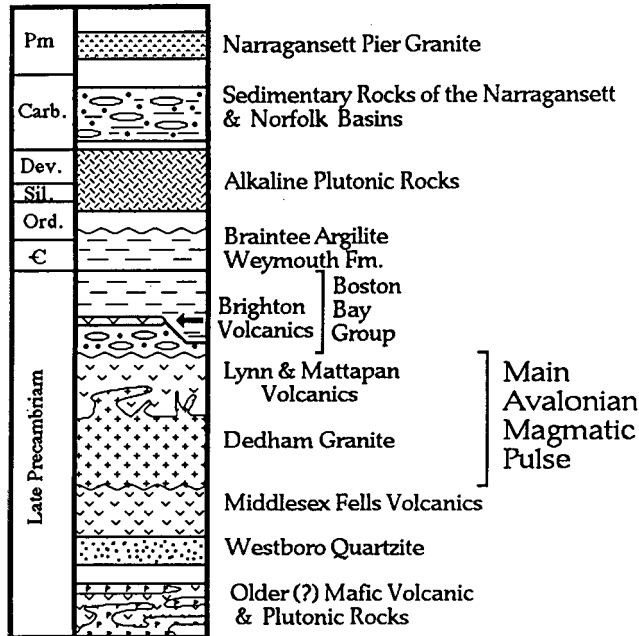 Pm
Narragansett Pier Granite
Carb.
Sedimentary Rocks of the Narragansett
& Norfolk Basins
Dev.
Sil.
Alkaline Plutonic Rocks
Ord.
Braintee Argilite
Є
Weymouth Fm.
Late Precambriam
Brighton
Volcanics
Boston
Bay
Group
Lynn & Mattapan
Volcanics
Dedham Granite
Main
Avalonian
Magmatic
Pulse
Middlesex Fells Volcanics
Westboro Quartzite
Older (?) Mafic Volcanic
& Plutonic Rocks